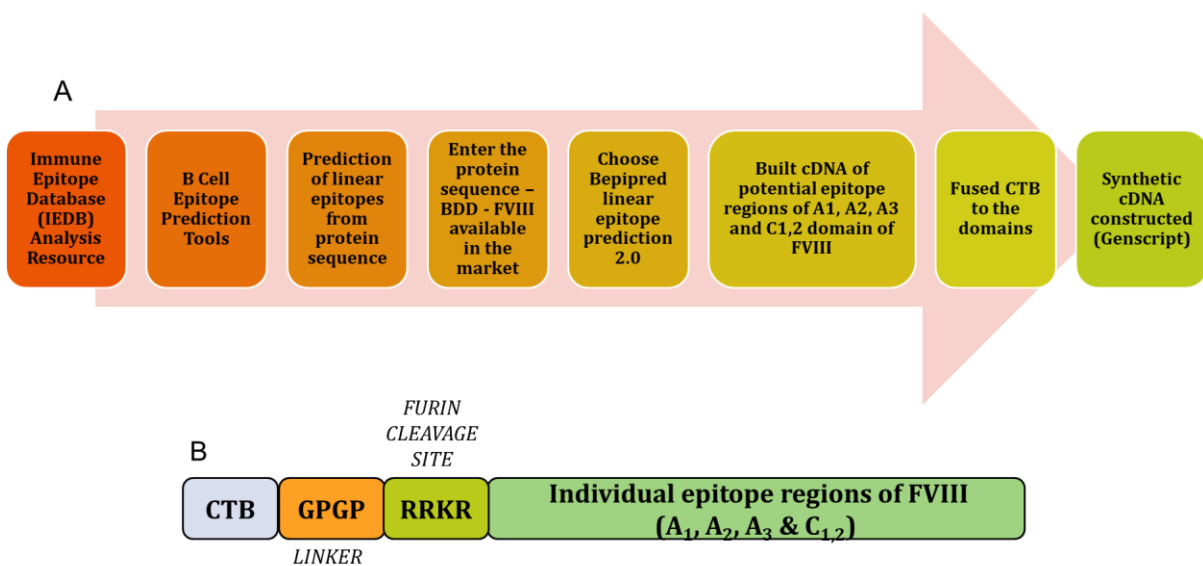 A
Immune
Epitope
Database
(IEDB)
Analysis
Resource
B Cell
Epitope
Prediction
Tools
Prediction
of linear
epitopes
from
protein
sequence
Enter the
protein
sequence –
BDD - FVIII
available
in the
market
Choose
Bepipred
linear
epitope
prediction
2.0
Built cDNA of
potential epitope
regions of A1, A2, A3
and C1,2 domain of
FVIII
Fused CTB
to the
domains
Synthetic
cDNA
constructed
(Genscript)
B
FURIN
CLEAVAGE
SITE
CTB
GPGP
RRKR
Individual epitope regions of FVIII
(A₁, A₂, A₃ & C₁,₂)
LINKER